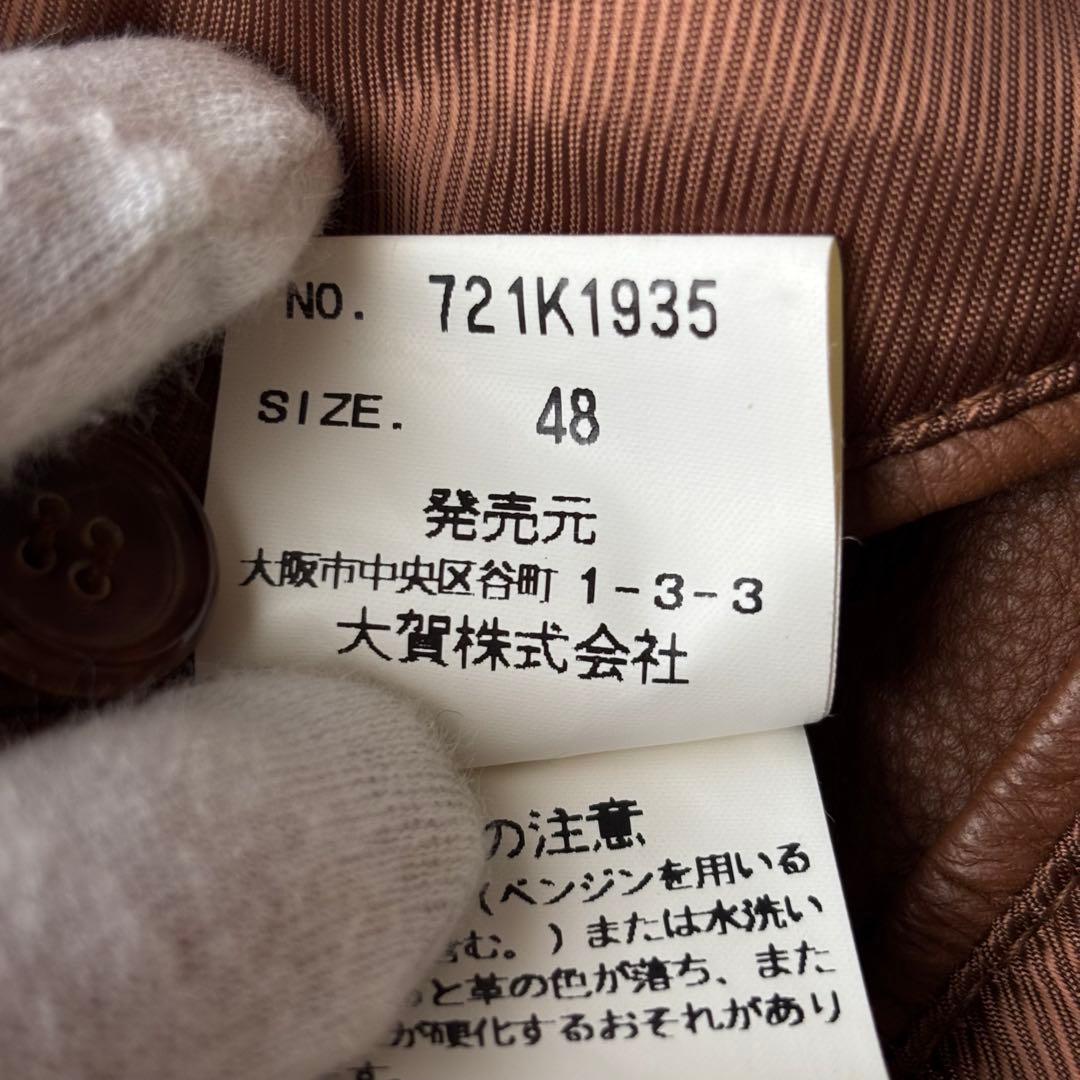 NO. 721K1935
SIZE. 48
発売元
大阪市中央区谷町 1-3-3
大賀株式会社
の注意
(ベンジンを用いる
含む。)または水洗い
ると革の色が落ち、また
が硬化するおそれがあり
す。